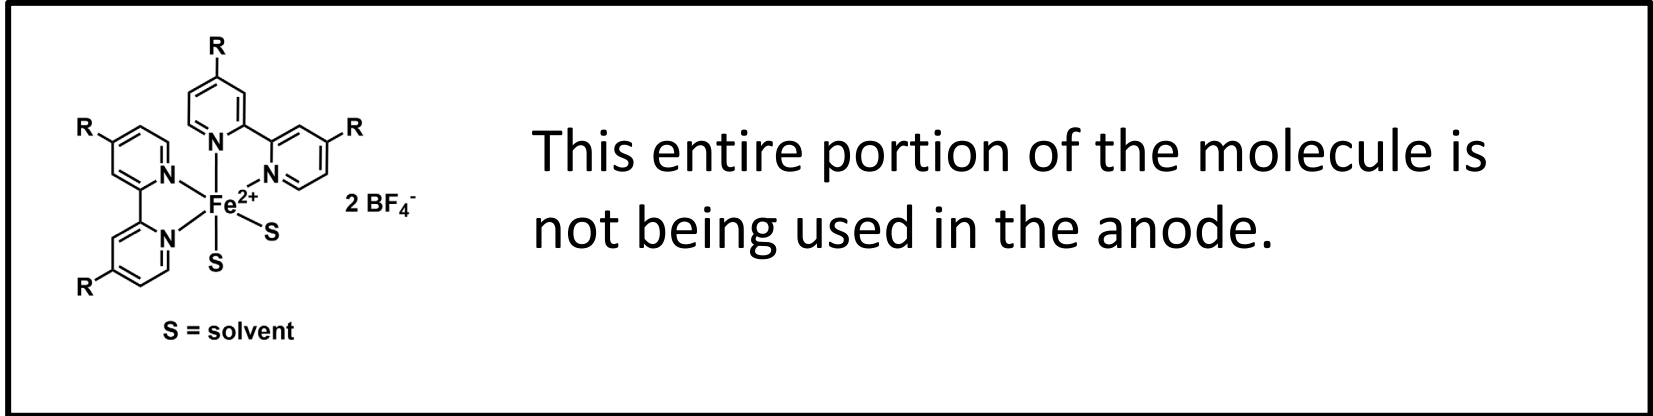 R
R
R
N
N
N
Fe2+
2 BF4-
N
S
S
R
S = solvent
This entire portion of the molecule is
not being used in the anode.